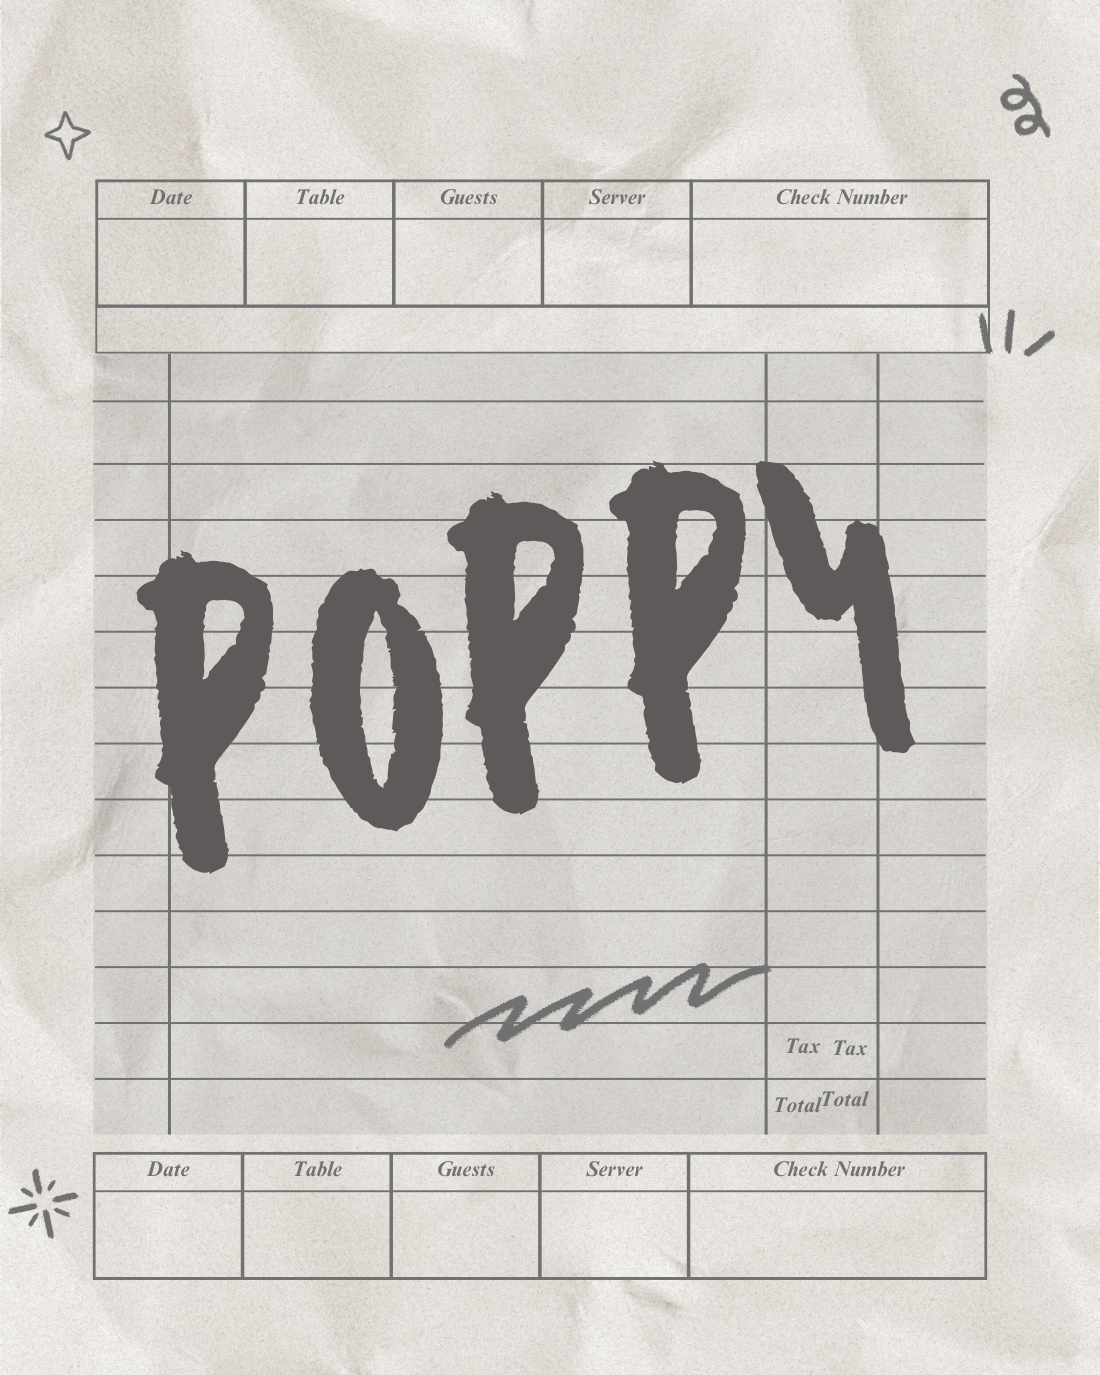 Date Table Guests Server Check Number
POPPY
Tax Tax
Total Total
Date Table Guests Server Check Number